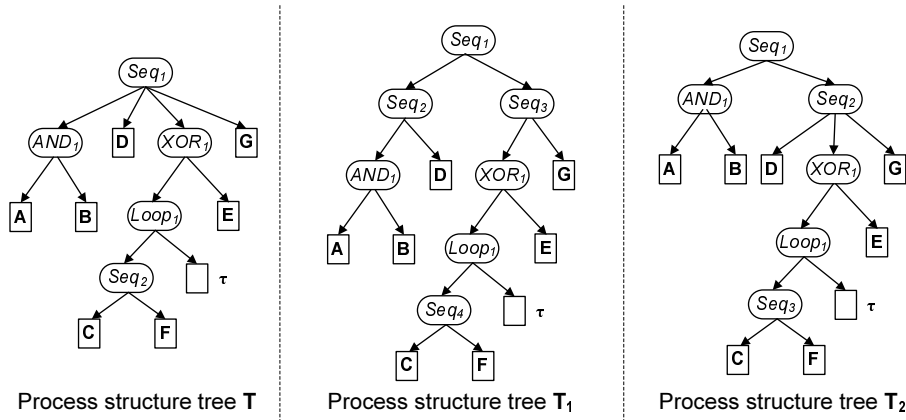 Seq1
AND1
D
XOR1
G
A
B
Loop1
E
Seq2
τ
C
F
Process structure tree T
Seq1
Seq2
Seq3
AND1
D
XOR1
G
A
B
Loop1
E
Seq4
τ
C
F
Process structure tree T1
Seq1
AND1
Seq2
A
B
D
XOR1
G
Loop1
E
Seq3
τ
C
F
Process structure tree T2